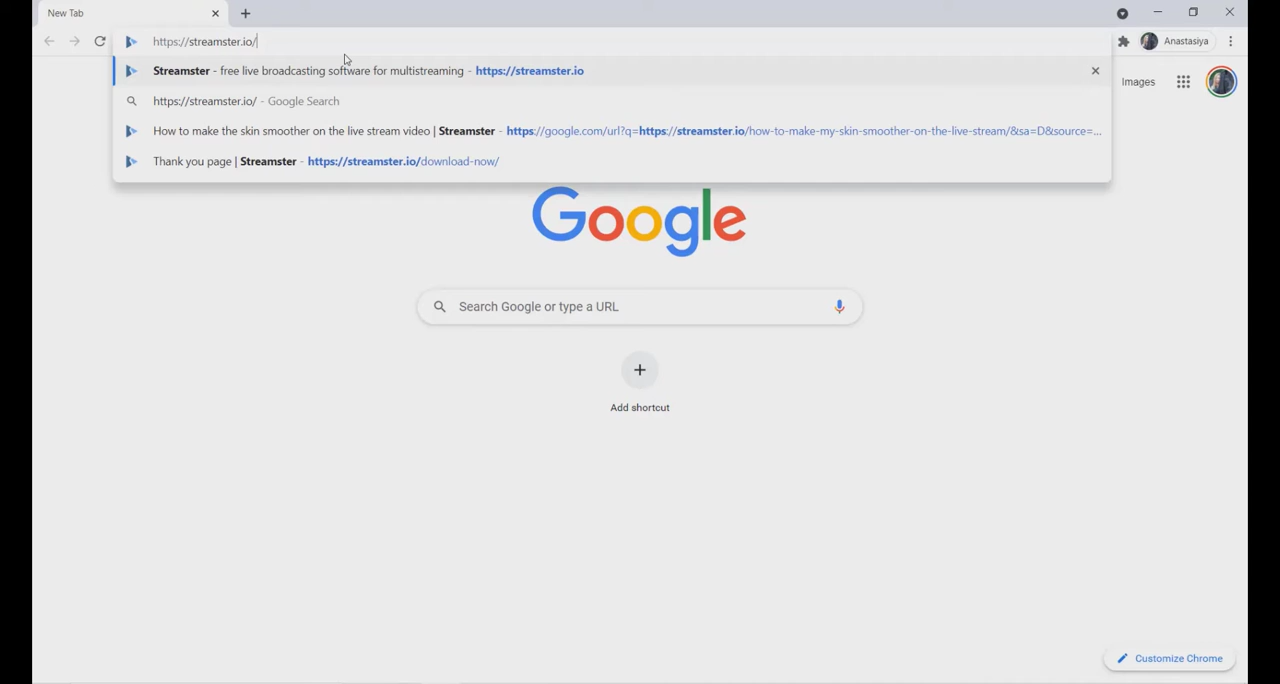 New Tab
https://streamster.io/
Anastasiya
Streamster - free live broadcasting software for multistreaming - https://streamster.io
https://streamster.io/ - Google Search
Images
How to make the skin smoother on the live stream video | Streamster - https://google.com/url?q=https://streamster.io/how-to-make-my-skin-smoother-on-the-live-stream/&sa=D&source=...
Thank you page | Streamster - https://streamster.io/download-now/
Google
Search Google or type a URL
Add shortcut
Customize Chrome